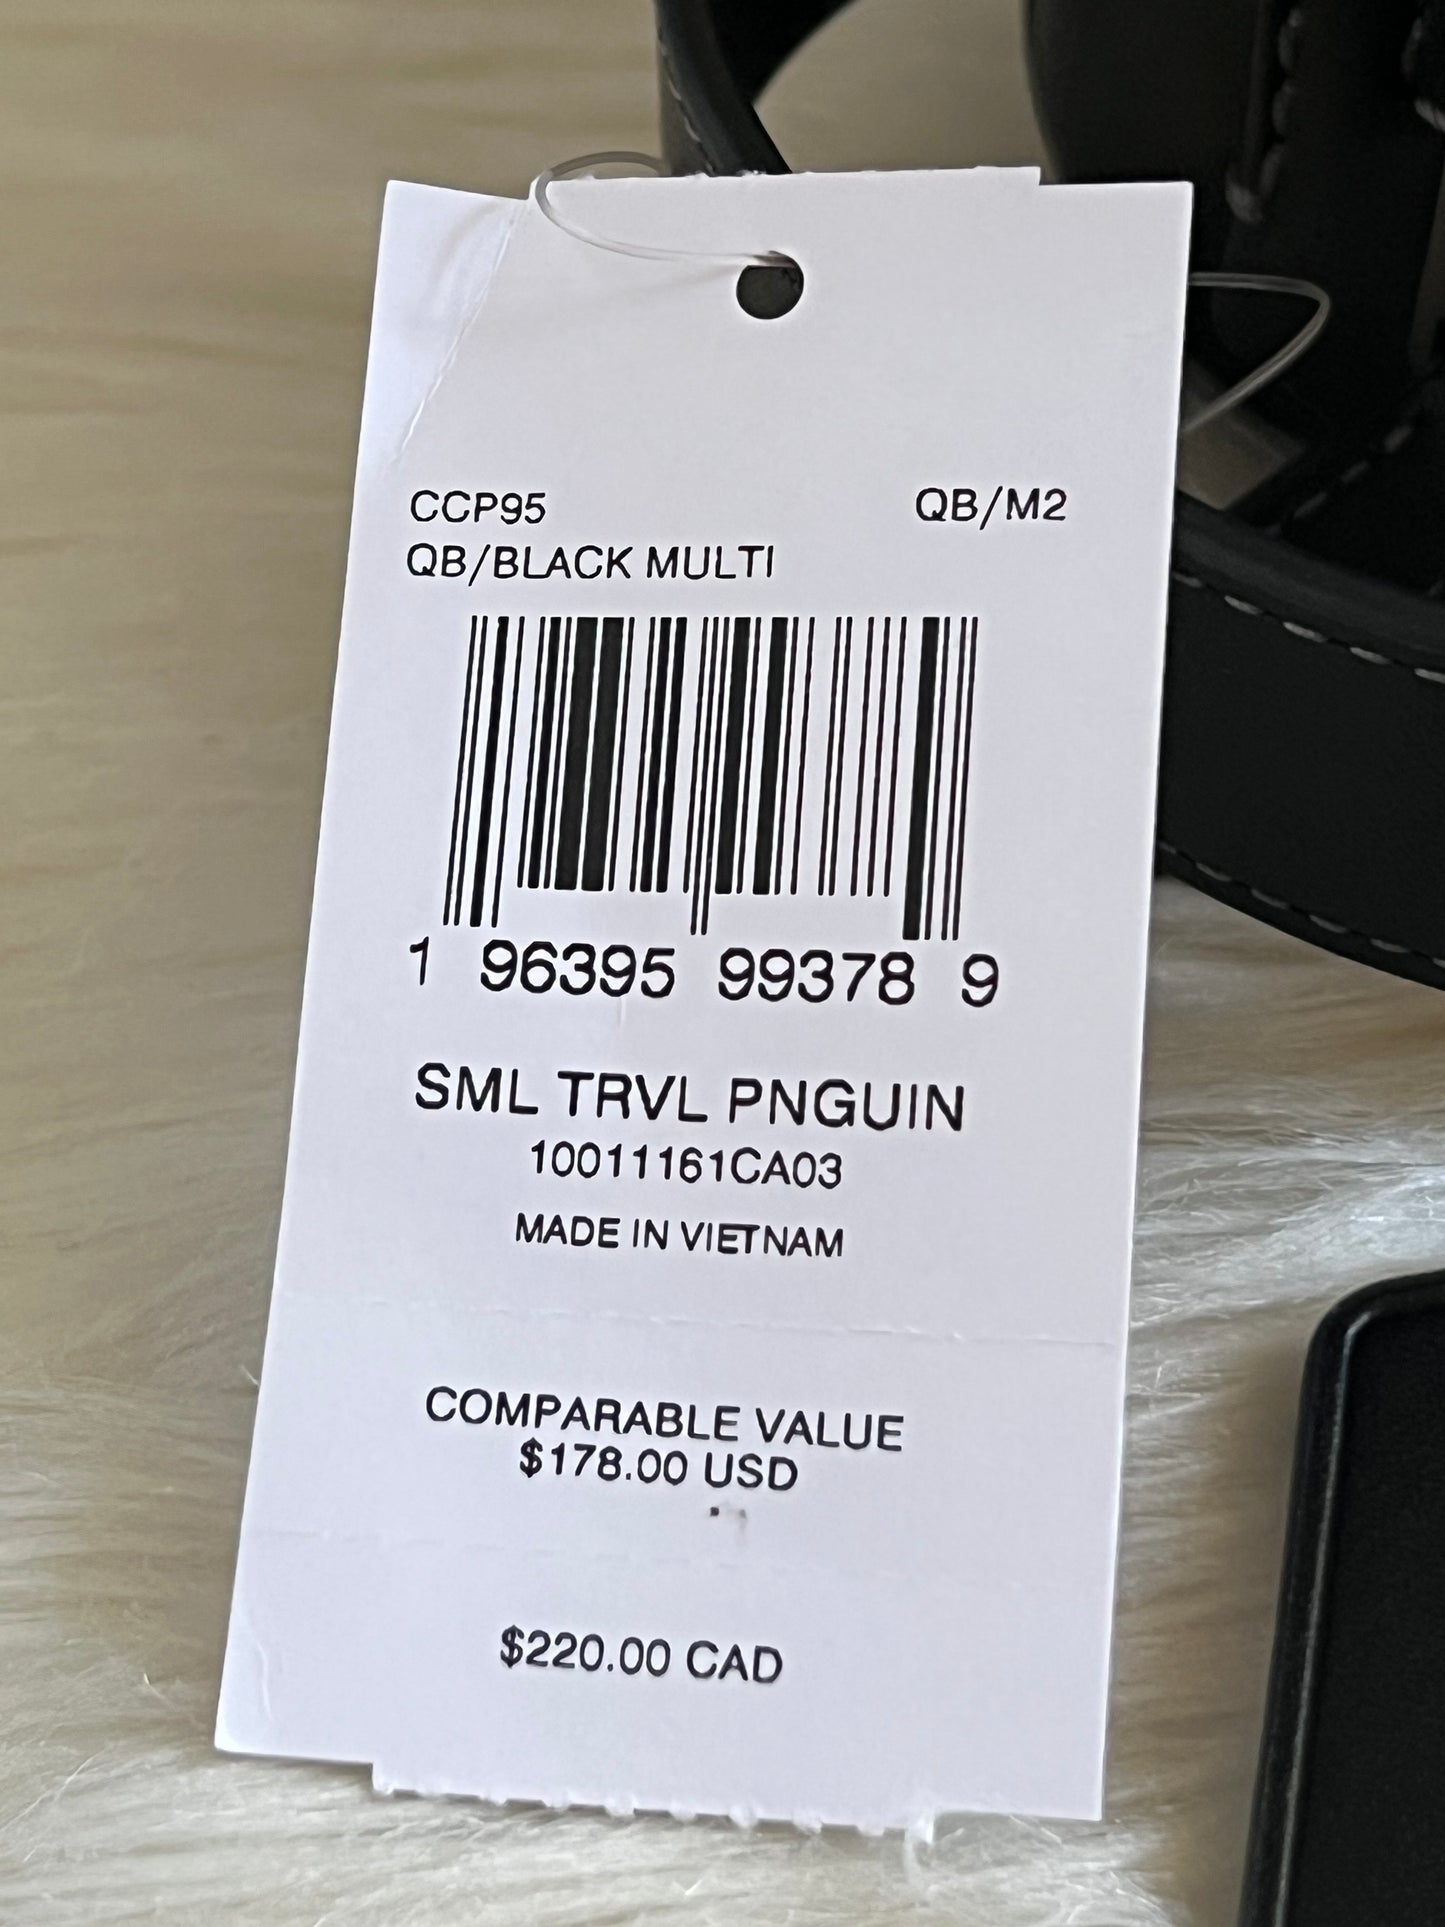 CCP95 QB/M2
QB/BLACK MULTI
1 96395 99378 9
SML TRVL PNGUIN
10011161CA03
MADE IN VIETNAM
COMPARABLE VALUE
$178.00 USD
$220.00 CAD